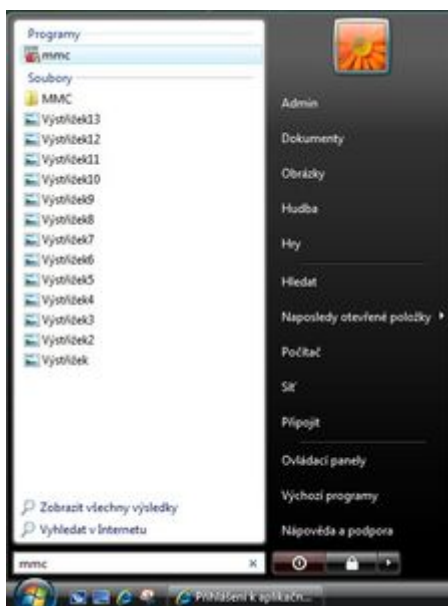 Programy
mmc
Soubory
MMC
Výstřižek13
Výstřižek12
Výstřižek11
Výstřižek10
Výstřižek9
Výstřižek8
Výstřižek7
Výstřižek6
Výstřižek5
Výstřižek4
Výstřižek3
Výstřižek2
Výstřižek
Zobrazit všechny výsledky
Vyhledat v Internetu
mmc
Admin
Dokumenty
Obrázky
Hudba
Hry
Hledat
Naposledy otevřené položky
Počítač
Síť
Připojit
Ovládací panely
Výchozí programy
Nápověda a podpora
Přihlášení k aplikačn...